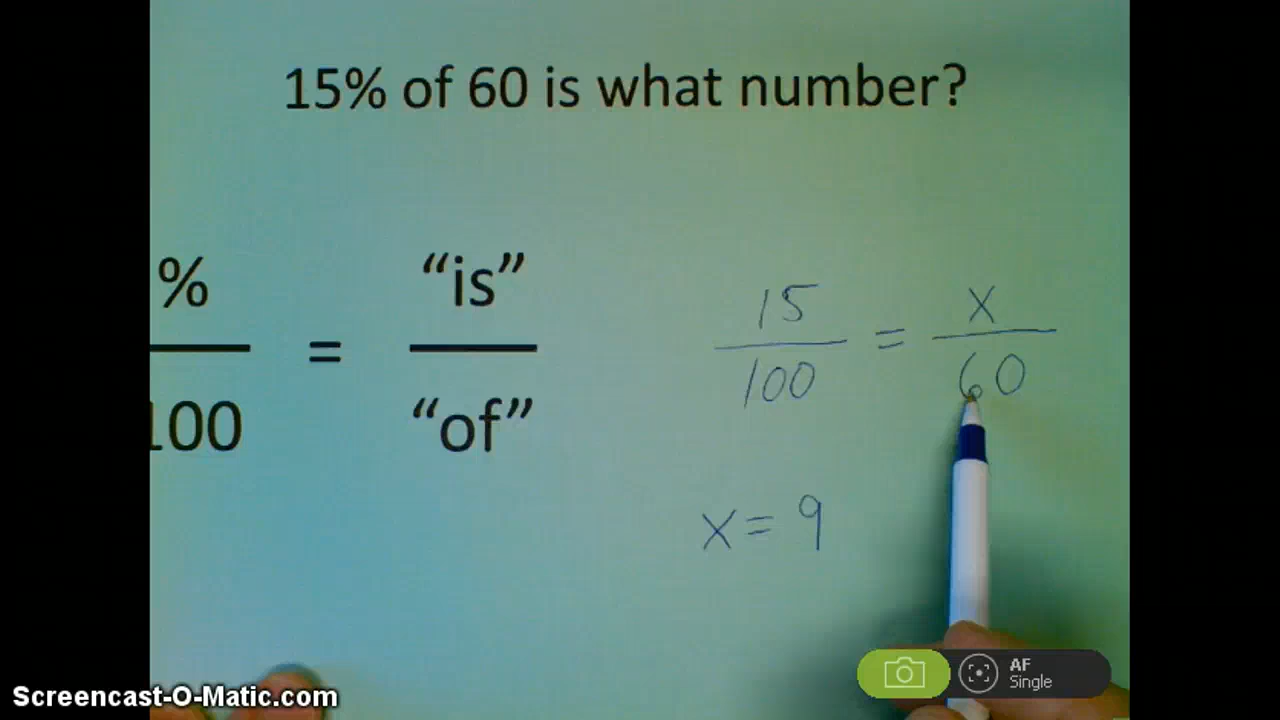 15% of 60 is what number?
% = “is”
100 “of”
15 = x
100 60
x = 9
AF
Single
Screencast-O-Matic.com